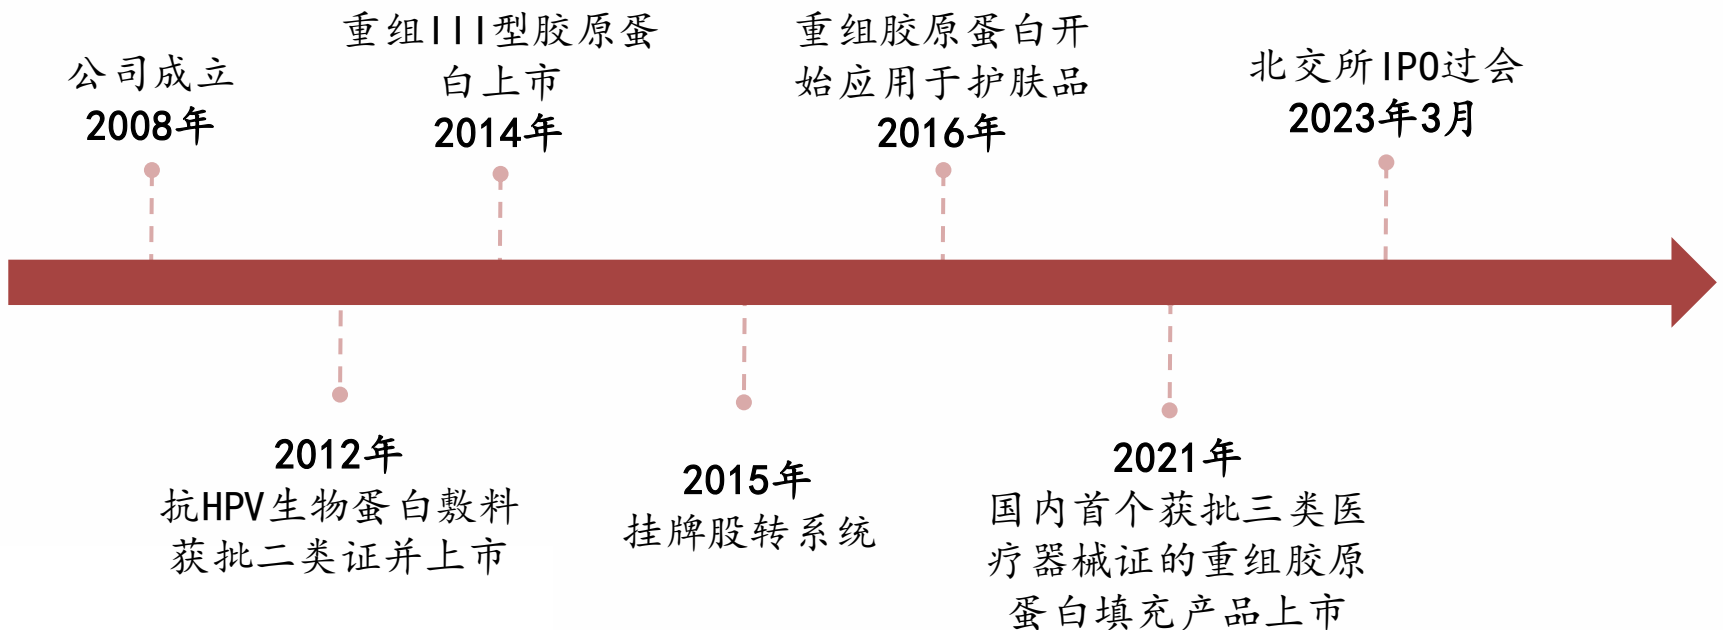 公司成立
2008年
重组III型胶原蛋
白上市
2014年
重组胶原蛋白开
始应用于护肤品
2016年
北交所IPO过会
2023年3月
2012年
抗HPV生物蛋白敷料
获批二类证并上市
2015年
挂牌股转系统
2021年
国内首个获批三类医
疗器械证的重组胶原
蛋白填充产品上市